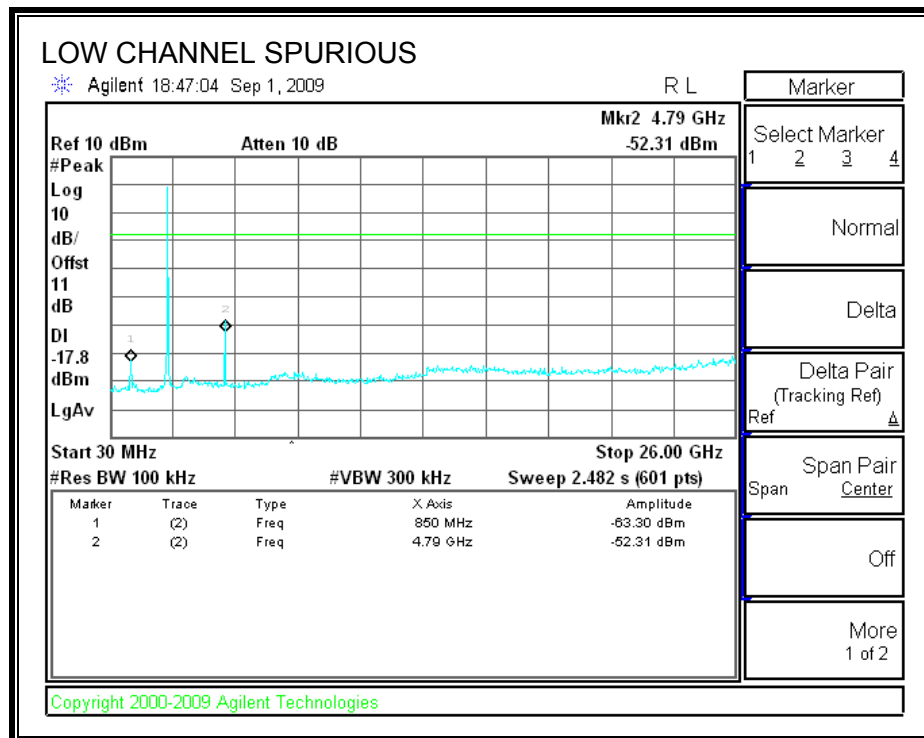 LOW CHANNEL SPURIOUS
Agilent 18:47:04 Sep 1, 2009 R L
Mkr2 4.79 GHz
Ref 10 dBm Atten 10 dB -52.31 dBm
#Peak
Log
10
dB/
Offst
11
dB
DI
-17.8
dBm
LgAv
1
2
Start 30 MHz Stop 26.00 GHz
#Res BW 100 kHz #VBW 300 kHz Sweep 2.482 s (601 pts)
Marker Trace Type X Axis Amplitude
1 (2) Freq 850 MHz -63.30 dBm
2 (2) Freq 4.79 GHz -52.31 dBm
Marker
Select Marker
1 2 3 4
Normal
Delta
Delta Pair
(Tracking Ref)
Ref Δ
Span Pair
Span Center
Off
More
1 of 2
Copyright 2000-2009 Agilent Technologies